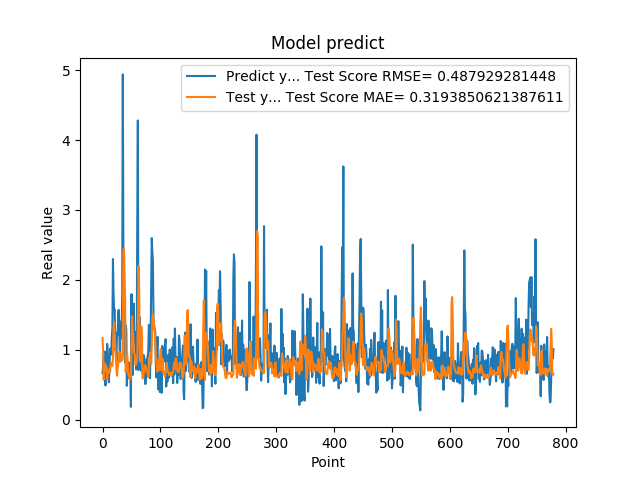 Model predict
Predict y... Test Score RMSE= 0.487929281448
Test y... Test Score MAE= 0.3193850621387611
Real value
5
4
3
2
1
0
0 100 200 300 400 500 600 700 800
Point